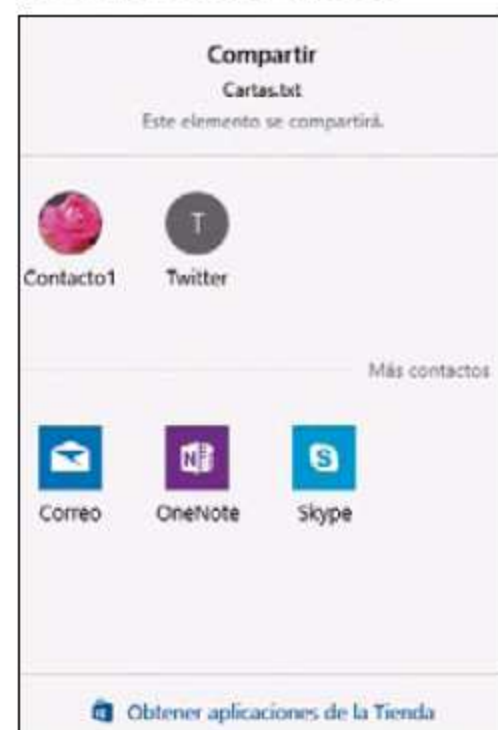 Compartir
Cartas.txt
Este elemento se compartirá.
T
Contacto1 Twitter
Más contactos
N S
Correo OneNote Skype
Obtener aplicaciones de la Tienda